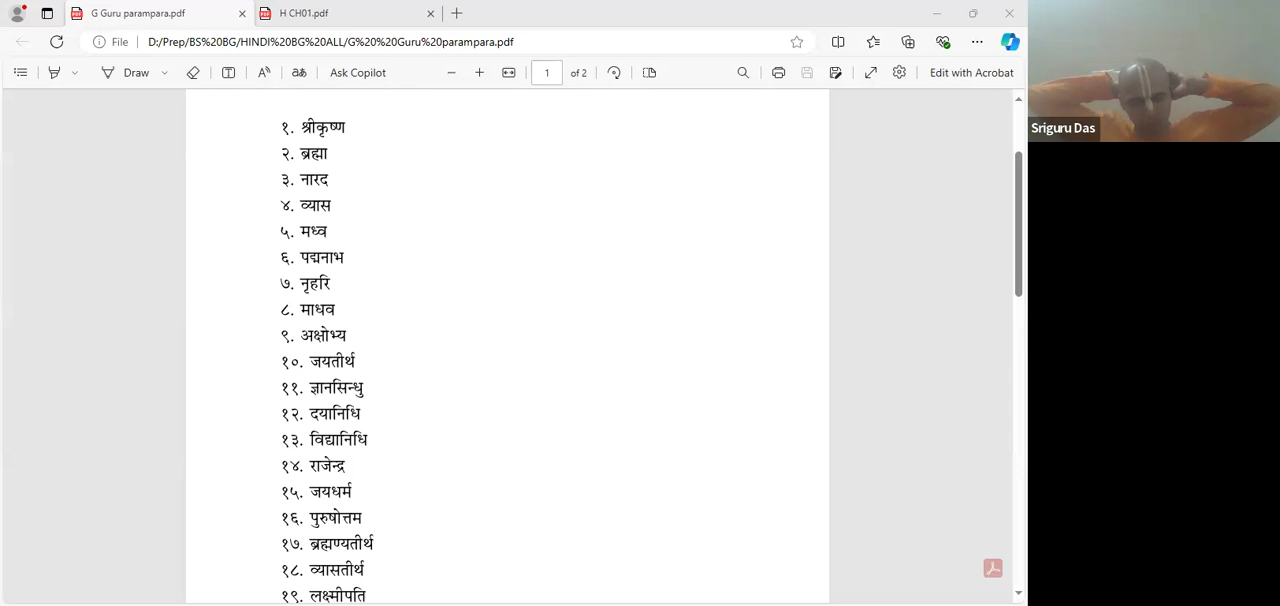 G Guru parampara.pdf
H CH01.pdf
File
D:/Prep/BS%20BG/HINDI%20BG%20ALL/G%20%20Guru%20parampara.pdf
Draw
Ask Copilot
1 of 2
Edit with Acrobat
Sriguru Das
१. श्रीकृष्ण
२. ब्रह्मा
३. नारद
४. व्यास
५. मध्व
६. पद्मनाभ
७. नृहरि
८. माधव
९. अक्षोभ्य
१०. जयतीर्थ
११. ज्ञानसिन्धु
१२. दयानिधि
१३. विद्यानिधि
१४. राजेन्द्र
१५. जयधर्म
१६. पुरुषोत्तम
१७. ब्रह्मण्यतीर्थ
१८. व्यासतीर्थ
१९. लक्ष्मीपति